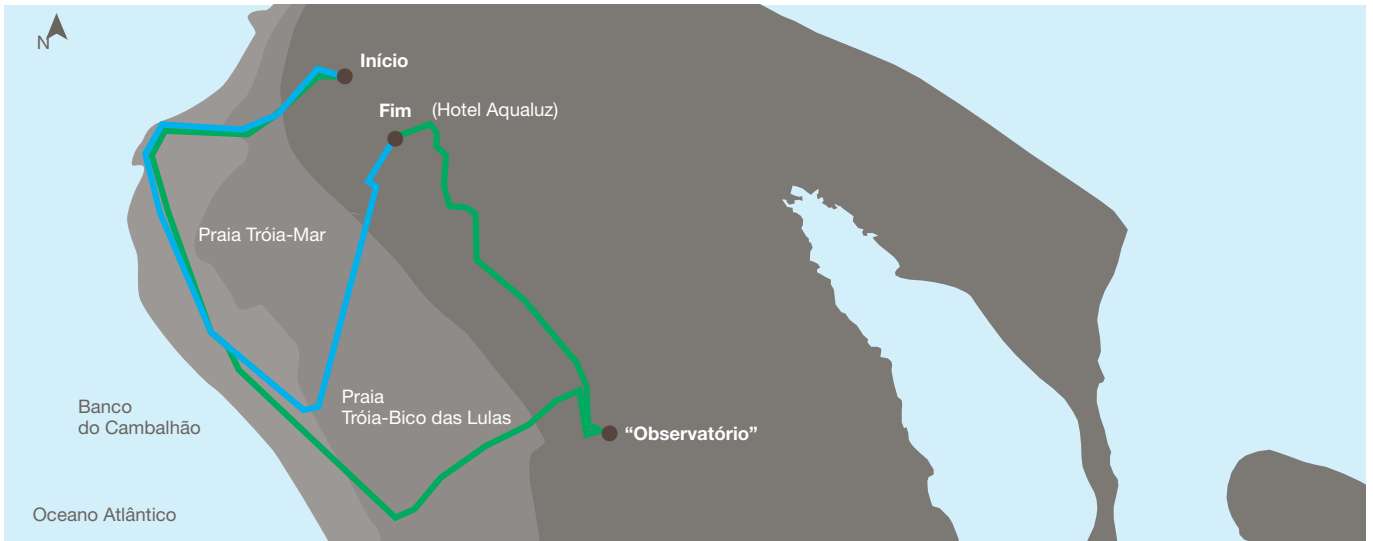 N
Início
Fim (Hotel Aqualuz)
Praia Tróia-Mar
Praia
Tróia-Bico das Lulas
Banco
do Cambalhão
“Observatório”
Oceano Atlântico